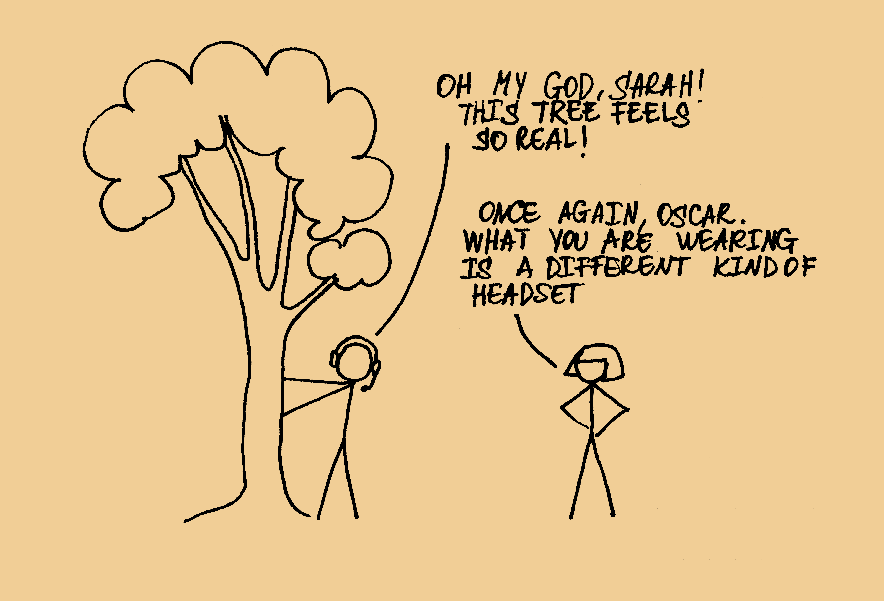 OH MY GOD, SARAH!
THIS TREE FEELS
SO REAL!
ONCE AGAIN, OSCAR.
WHAT YOU ARE WEARING
IS A DIFFERENT KIND OF
HEADSET